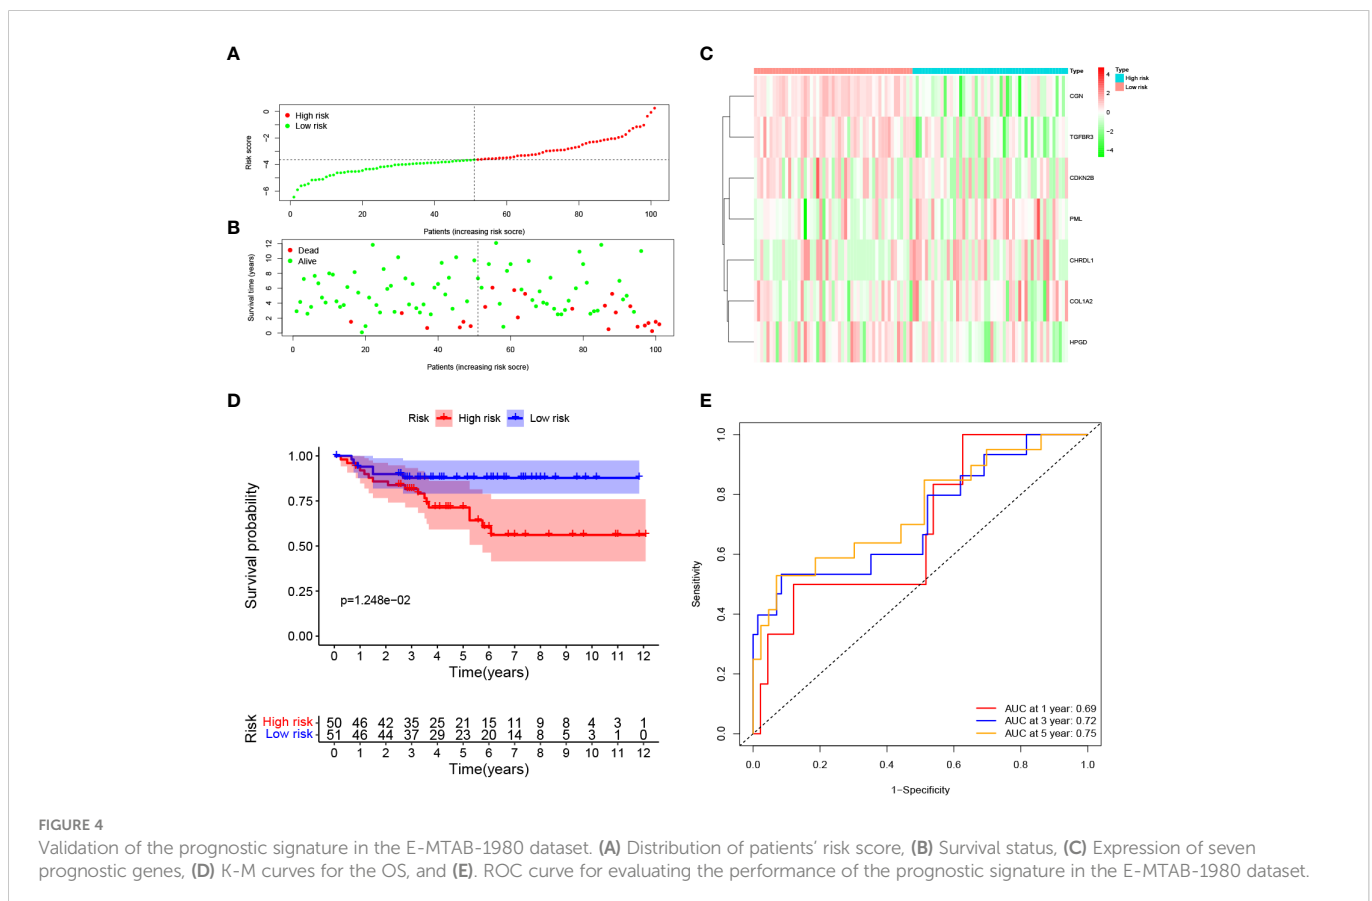 A
High risk
Low risk
Risk score
0
−2
−4
−6
0 20 40 60 80 100
Patients (increasing risk socre)
B
Dead
Alive
Survival time (years)
12
10
8
6
4
2
0
0 20 40 60 80 100
Patients (increasing risk socre)
C
Type
CGN
TGFBR3
CDKN2B
PML
CHRDL1
COL1A2
HPGD
4
2
0
−2
−4
Type
High risk
Low risk
D
Risk High risk Low risk
Survival probability
1.00
0.75
0.50
0.25
0.00
p=1.248e−02
0 1 2 3 4 5 6 7 8 9 10 11 12
Time(years)
Risk
High risk 50 46 42 35 25 21 15 11 9 8 4 3 1
Low risk 51 46 44 37 29 23 20 14 8 5 3 1 0
0 1 2 3 4 5 6 7 8 9 10 11 12
Time(years)
E
Sensitivity
1.0
0.8
0.6
0.4
0.2
0.0
AUC at 1 year: 0.69
AUC at 3 year: 0.72
AUC at 5 year: 0.75
0.0 0.2 0.4 0.6 0.8 1.0
1−Specificity
FIGURE 4
Validation of the prognostic signature in the E-MTAB-1980 dataset. (A) Distribution of patients’ risk score, (B) Survival status, (C) Expression of seven
prognostic genes, (D) K-M curves for the OS, and (E). ROC curve for evaluating the performance of the prognostic signature in the E-MTAB-1980 dataset.